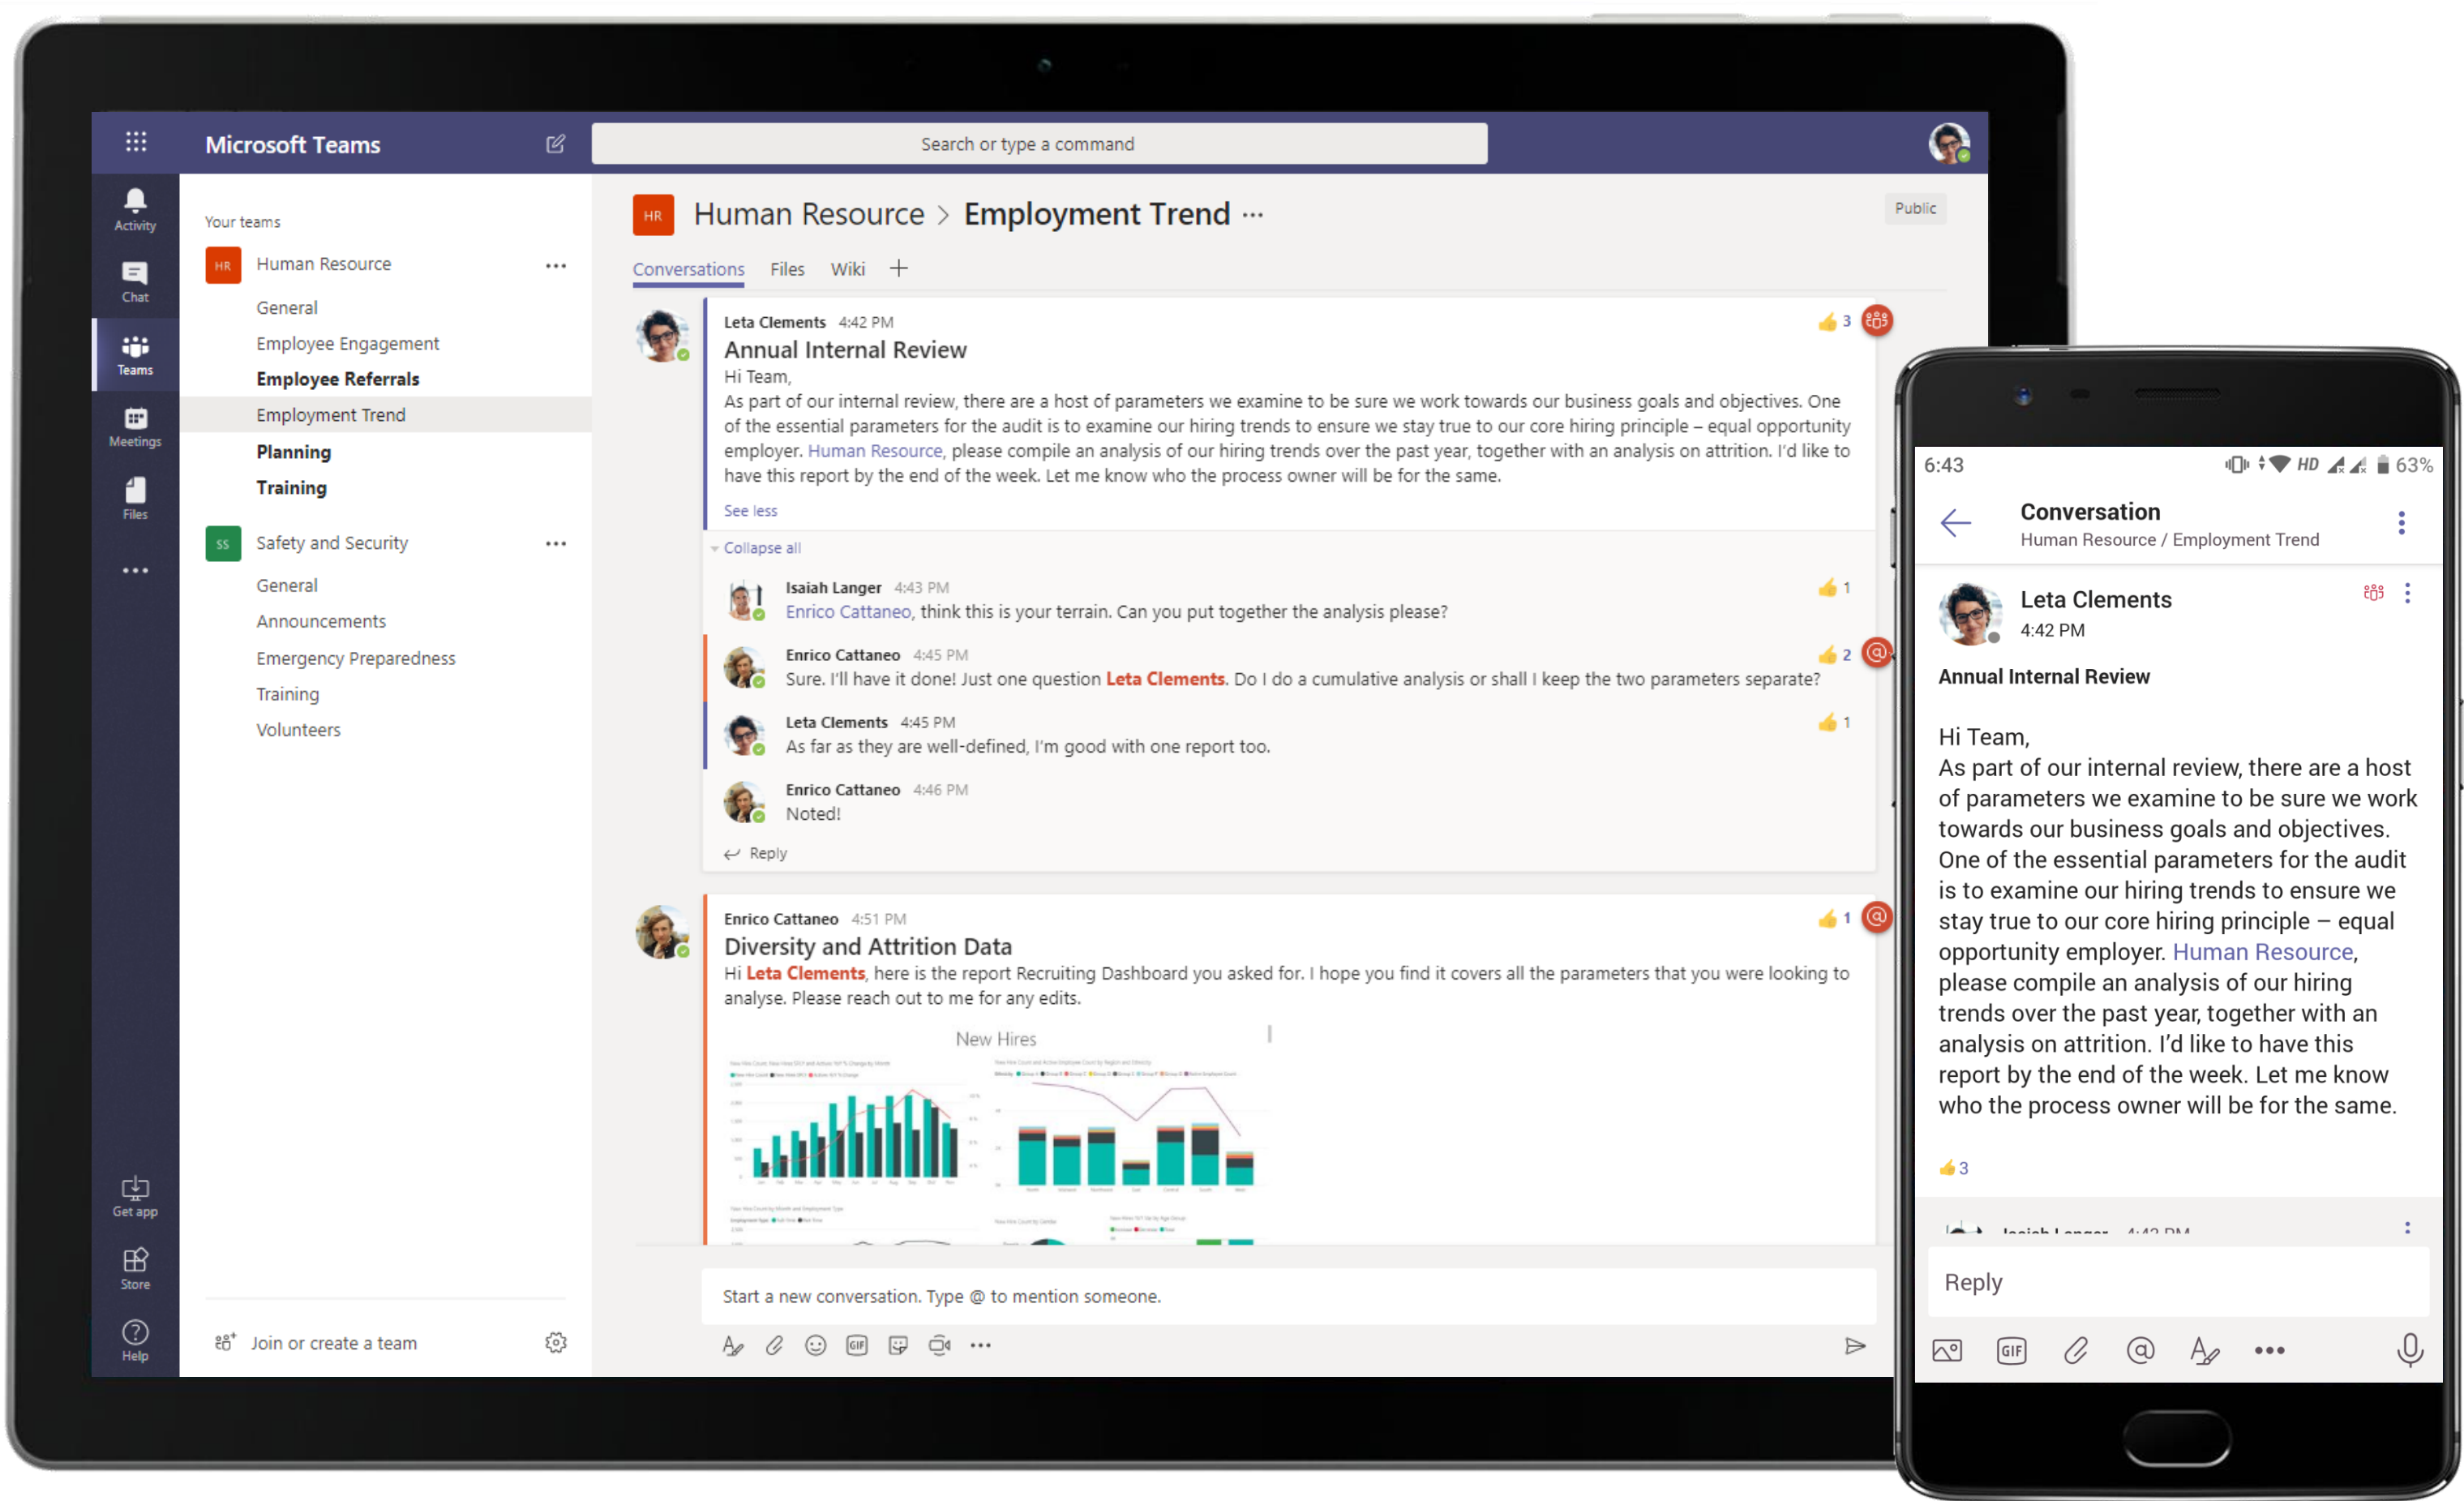 Microsoft Teams
Search or type a command
Activity
Chat
Teams
Meetings
Files
Get app
Store
Help
Your teams
HR Human Resource
General
Employee Engagement
Employee Referrals
Employment Trend
Planning
Training
SS Safety and Security
General
Announcements
Emergency Preparedness
Training
Volunteers
Join or create a team
HR Human Resource > Employment Trend ···
Public
Conversations Files Wiki
Leta Clements 4:42 PM
3
Annual Internal Review
Hi Team,
As part of our internal review, there are a host of parameters we examine to be sure we work towards our business goals and objectives. One
of the essential parameters for the audit is to examine our hiring trends to ensure we stay true to our core hiring principle – equal opportunity
employer. Human Resource, please compile an analysis of our hiring trends over the past year, together with an analysis on attrition. I'd like to
have this report by the end of the week. Let me know who the process owner will be for the same.
See less
Collapse all
Isaiah Langer 4:43 PM
1
Enrico Cattaneo, think this is your terrain. Can you put together the analysis please?
Enrico Cattaneo 4:45 PM
2
@
Sure. I'll have it done! Just one question Leta Clements. Do I do a cumulative analysis or shall I keep the two parameters separate?
Leta Clements 4:45 PM
1
As far as they are well-defined, I'm good with one report too.
Enrico Cattaneo 4:46 PM
Noted!
Reply
Enrico Cattaneo 4:51 PM
1
@
Diversity and Attrition Data
Hi Leta Clements, here is the report Recruiting Dashboard you asked for. I hope you find it covers all the parameters that you were looking to
analyse. Please reach out to me for any edits.
New Hires
Start a new conversation. Type @ to mention someone.
GIF
6:43
HD
63%
Conversation
Human Resource / Employment Trend
Leta Clements
4:42 PM
Annual Internal Review
Hi Team,
As part of our internal review, there are a host
of parameters we examine to be sure we work
towards our business goals and objectives.
One of the essential parameters for the audit
is to examine our hiring trends to ensure we
stay true to our core hiring principle – equal
opportunity employer. Human Resource,
please compile an analysis of our hiring
trends over the past year, together with an
analysis on attrition. I'd like to have this
report by the end of the week. Let me know
who the process owner will be for the same.
3
Isaiah Langer
Reply
GIF
@